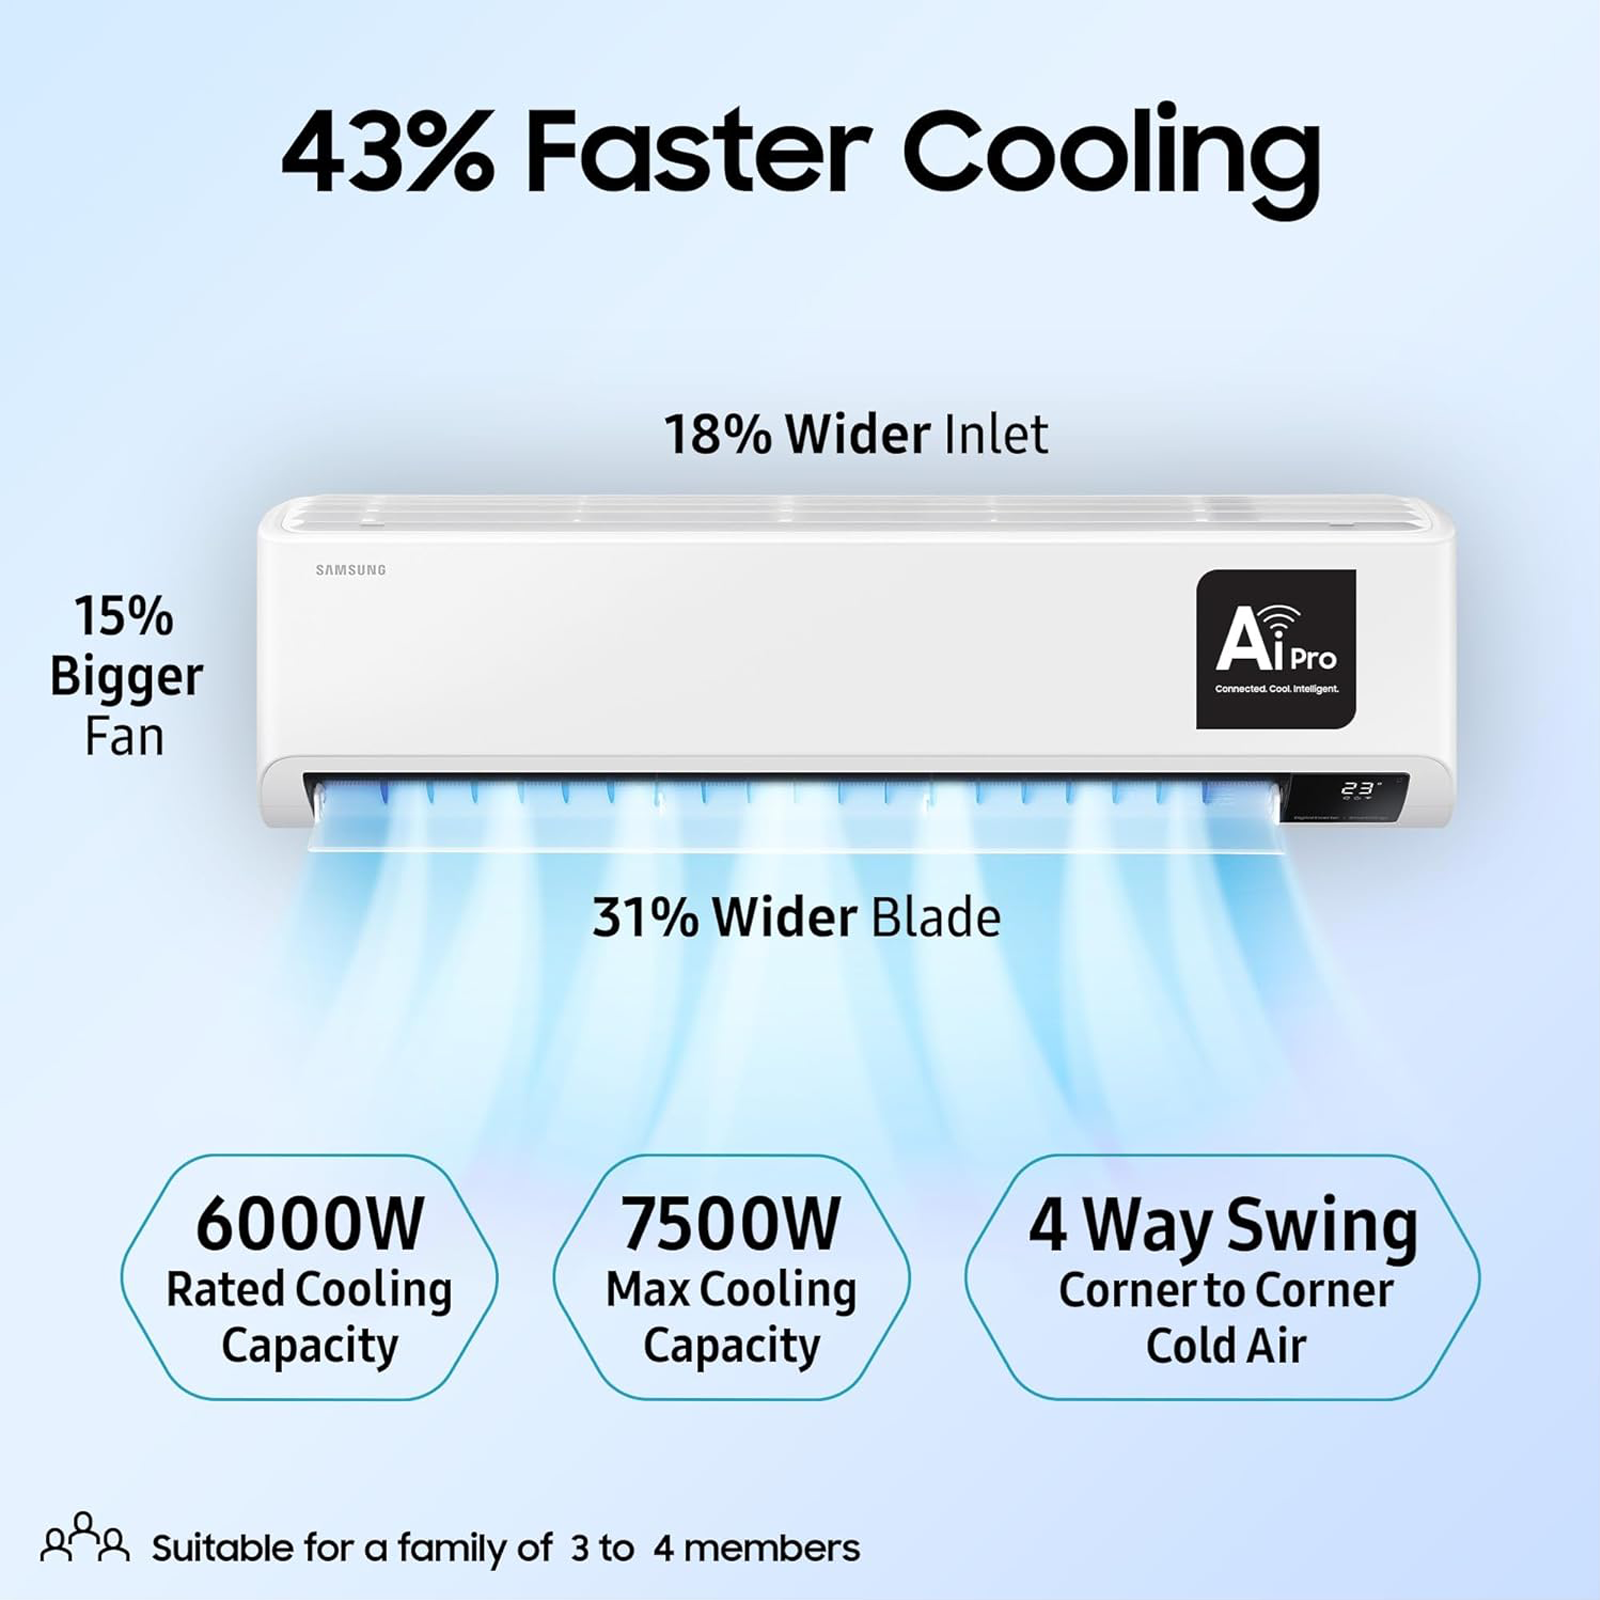 43% Faster Cooling
18% Wider Inlet
SAMSUNG
15%
Bigger
Fan
Ai Pro
Connected. Cool. Intelligent.
23°
31% Wider Blade
6000W
Rated Cooling
Capacity
7500W
Max Cooling
Capacity
4 Way Swing
Corner to Corner
Cold Air
Suitable for a family of 3 to 4 members